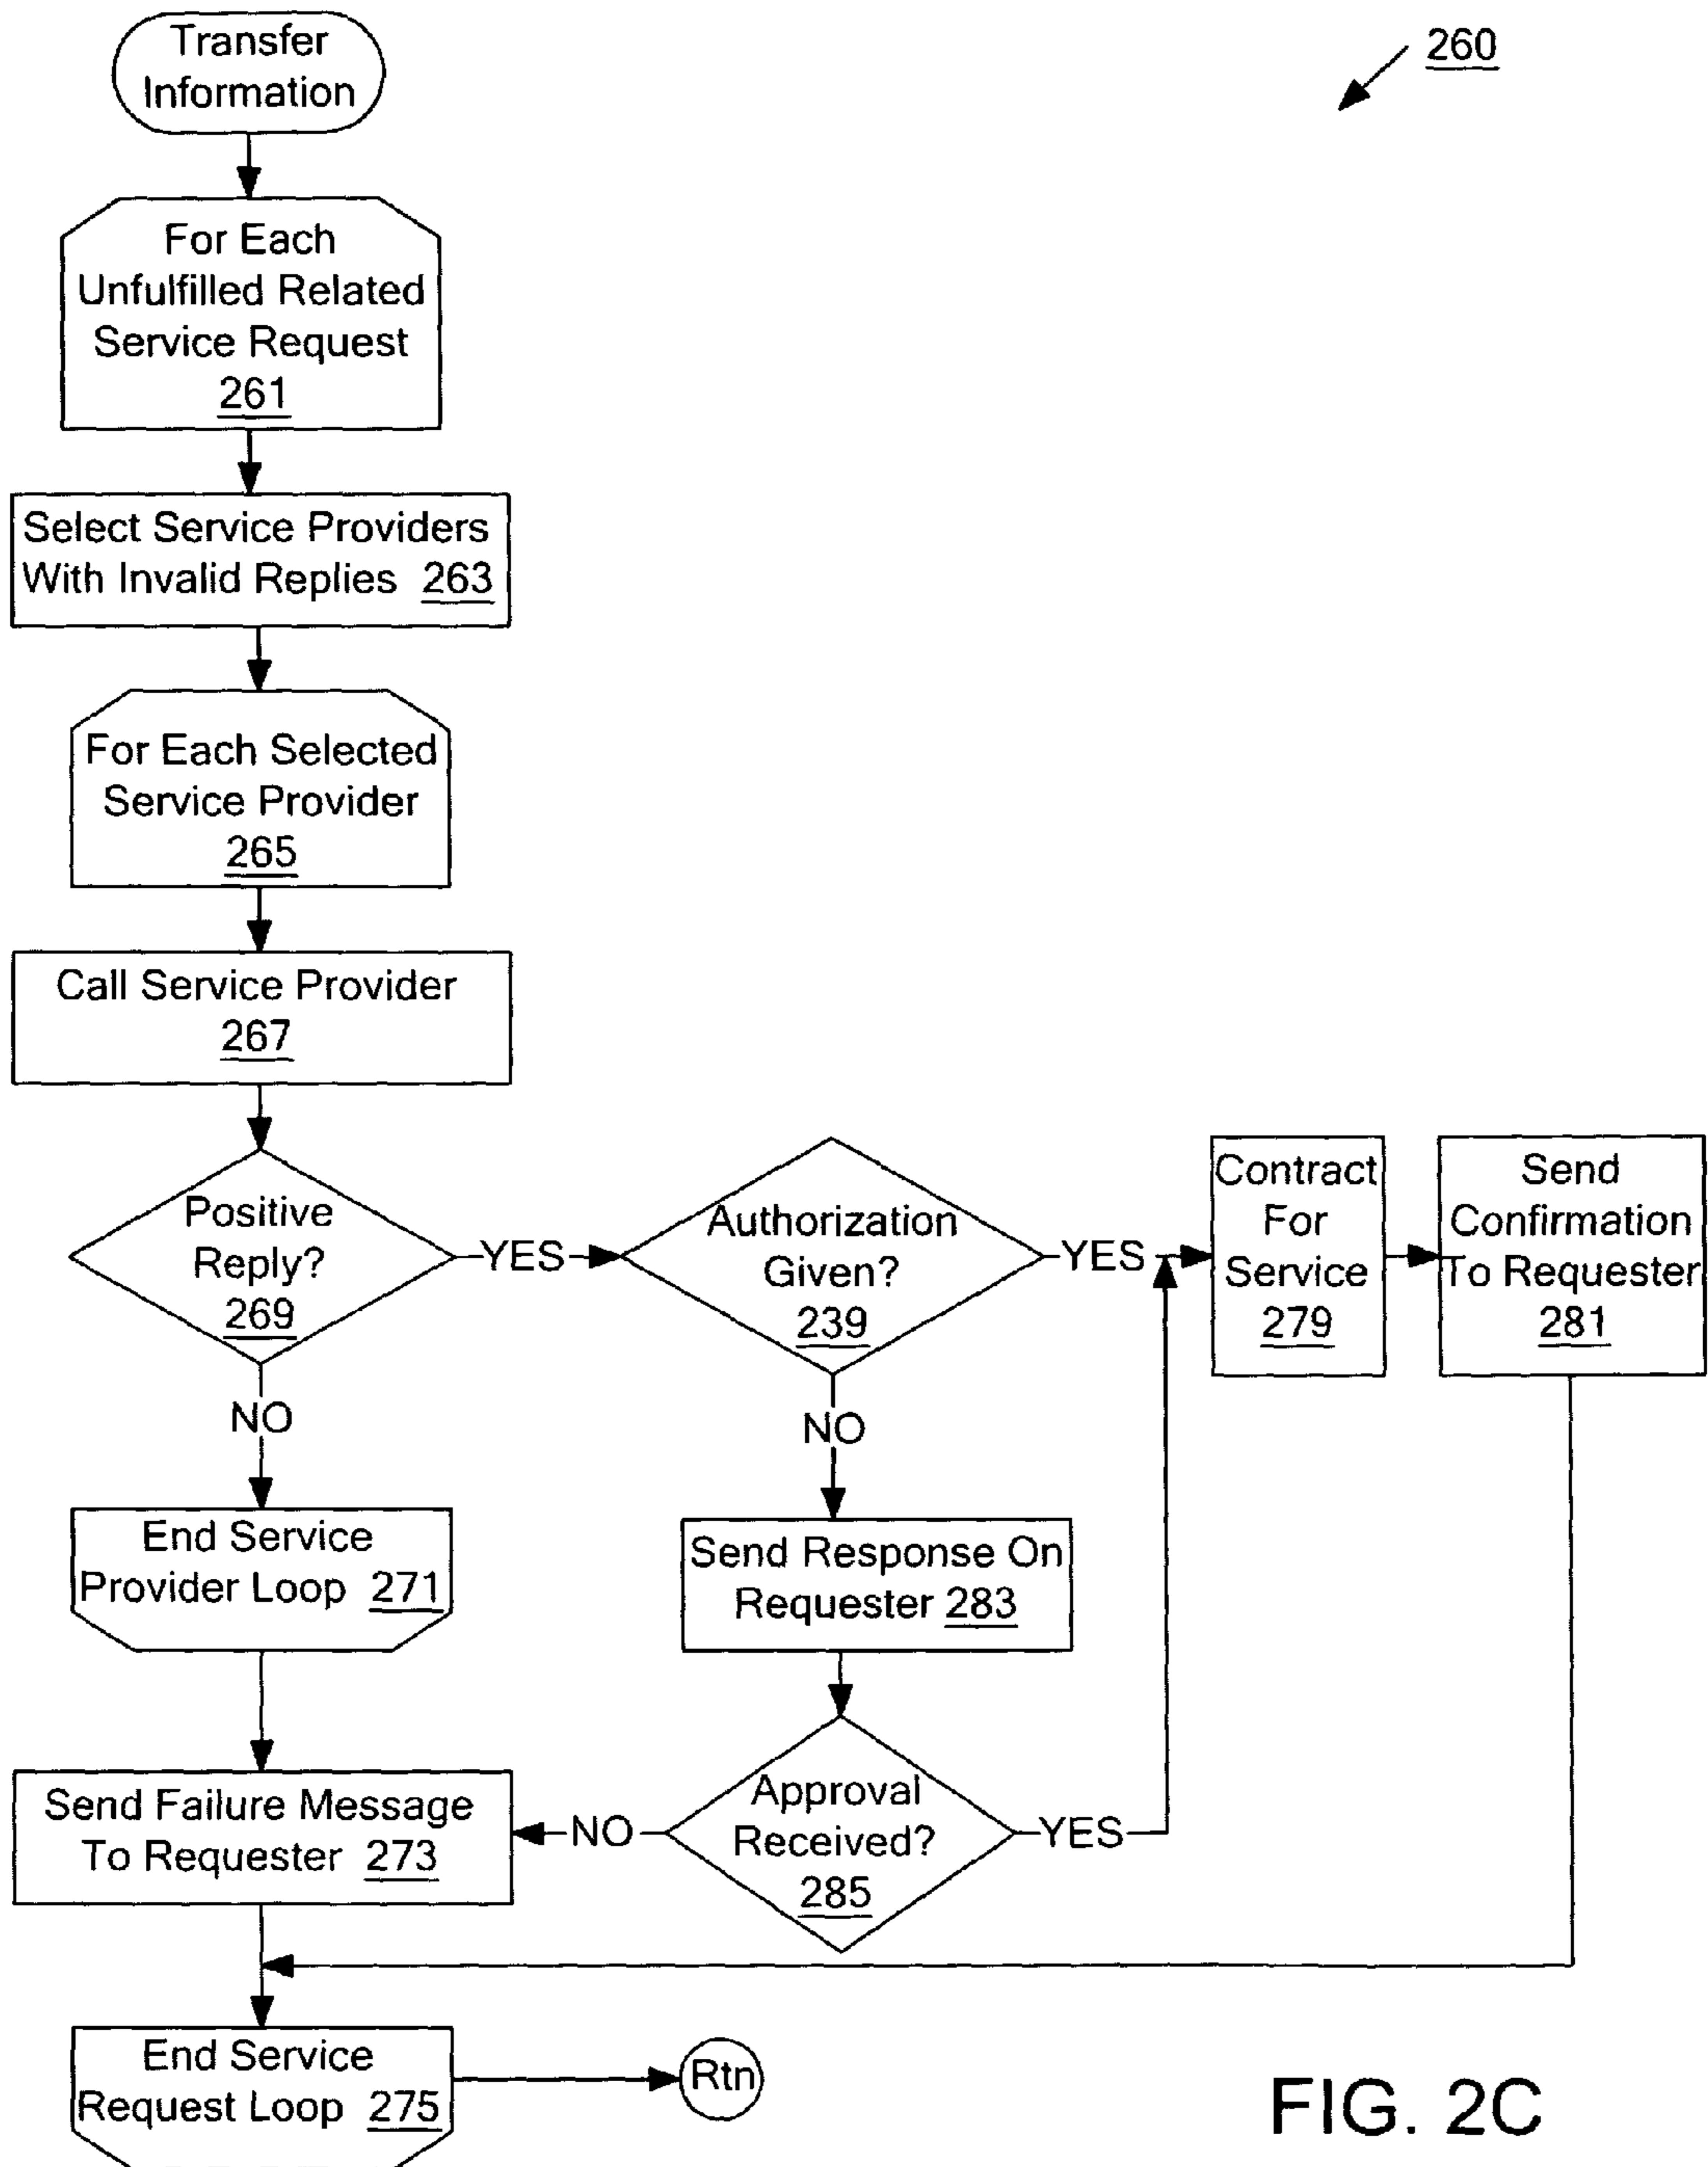 Transfer
Information
260
For Each
Unfulfilled Related
Service Request
261
Select Service Providers
With Invalid Replies 263
For Each Selected
Service Provider
265
Call Service Provider
267
Positive
Reply?
269
YES
Authorization
Given?
239
YES
Contract
For
Service
279
Send
Confirmation
To Requester
281
NO
NO
End Service
Provider Loop 271
Send Response On
Requester 283
Send Failure Message
To Requester 273
NO
Approval
Received?
285
YES
End Service
Request Loop 275
Rtn
FIG. 2C